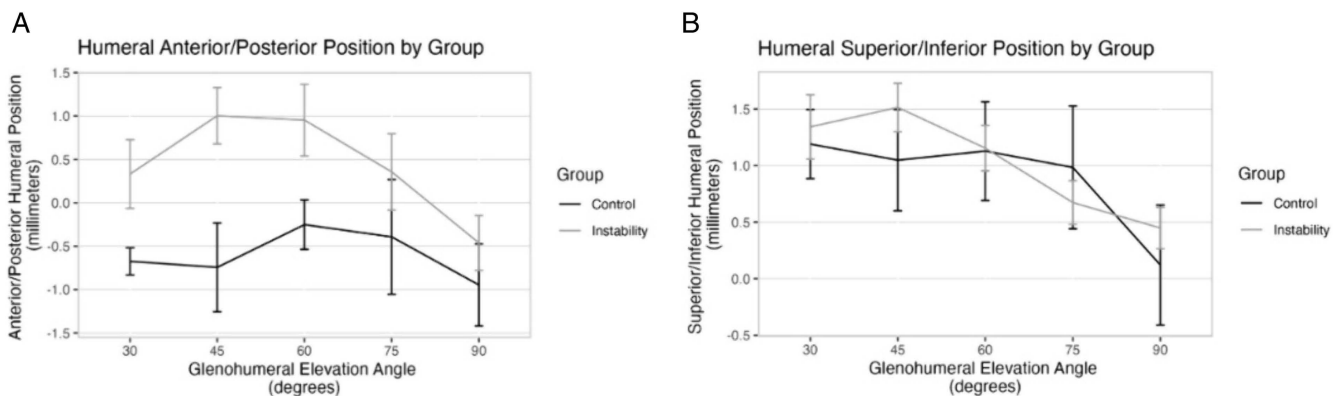 A
Humeral Anterior/Posterior Position by Group
Anterior/Posterior Humeral Position
(millimeters)
1.5
1.0
0.5
0.0
-0.5
-1.0
-1.5
30
45
60
75
90
Glenohumeral Elevation Angle
(degrees)
Group
Control
Instability
B
Humeral Superior/Inferior Position by Group
Superior/Inferior Humeral Position
(millimeters)
1.5
1.0
0.5
0.0
-0.5
30
45
60
75
90
Glenohumeral Elevation Angle
(degrees)
Group
Control
Instability